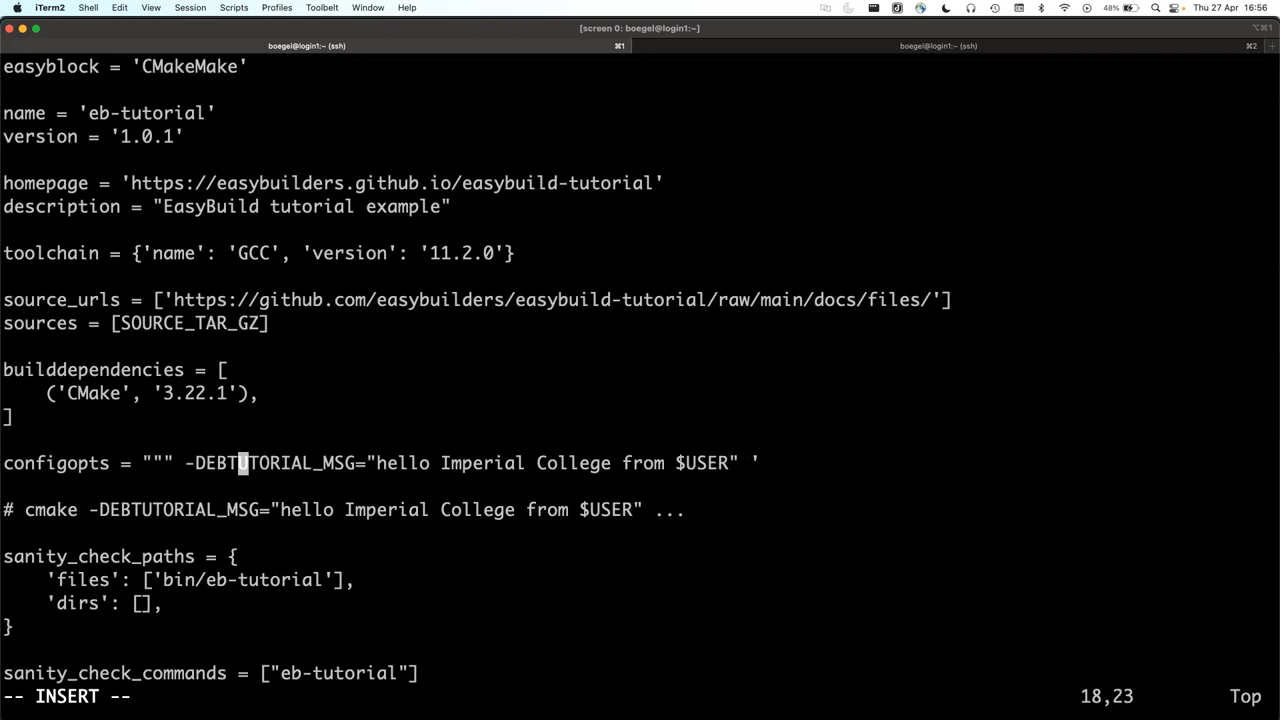 iTerm2 Shell Edit View Session Scripts Profiles Toolbelt Window Help 48% Thu 27 Apr 16:56
[screen 0: boegel@login1:~]
boegel@login1:~ (ssh) ⌘1 boegel@login1:~ (ssh) ⌘2
⌥⌘1
easyblock = 'CMakeMake'
name = 'eb-tutorial'
version = '1.0.1'
homepage = 'https://easybuilders.github.io/easybuild-tutorial'
description = "EasyBuild tutorial example"
toolchain = {'name': 'GCC', 'version': '11.2.0'}
source_urls = ['https://github.com/easybuilders/easybuild-tutorial/raw/main/docs/files/']
sources = [SOURCE_TAR_GZ]
builddependencies = [
    ('CMake', '3.22.1'),
]
configopts = """ -DEBTUTORIAL_MSG="hello Imperial College from $USER" '
# cmake -DEBTUTORIAL_MSG="hello Imperial College from $USER" ...
sanity_check_paths = {
    'files': ['bin/eb-tutorial'],
    'dirs': [],
}
sanity_check_commands = ["eb-tutorial"]
-- INSERT -- 18,23 Top